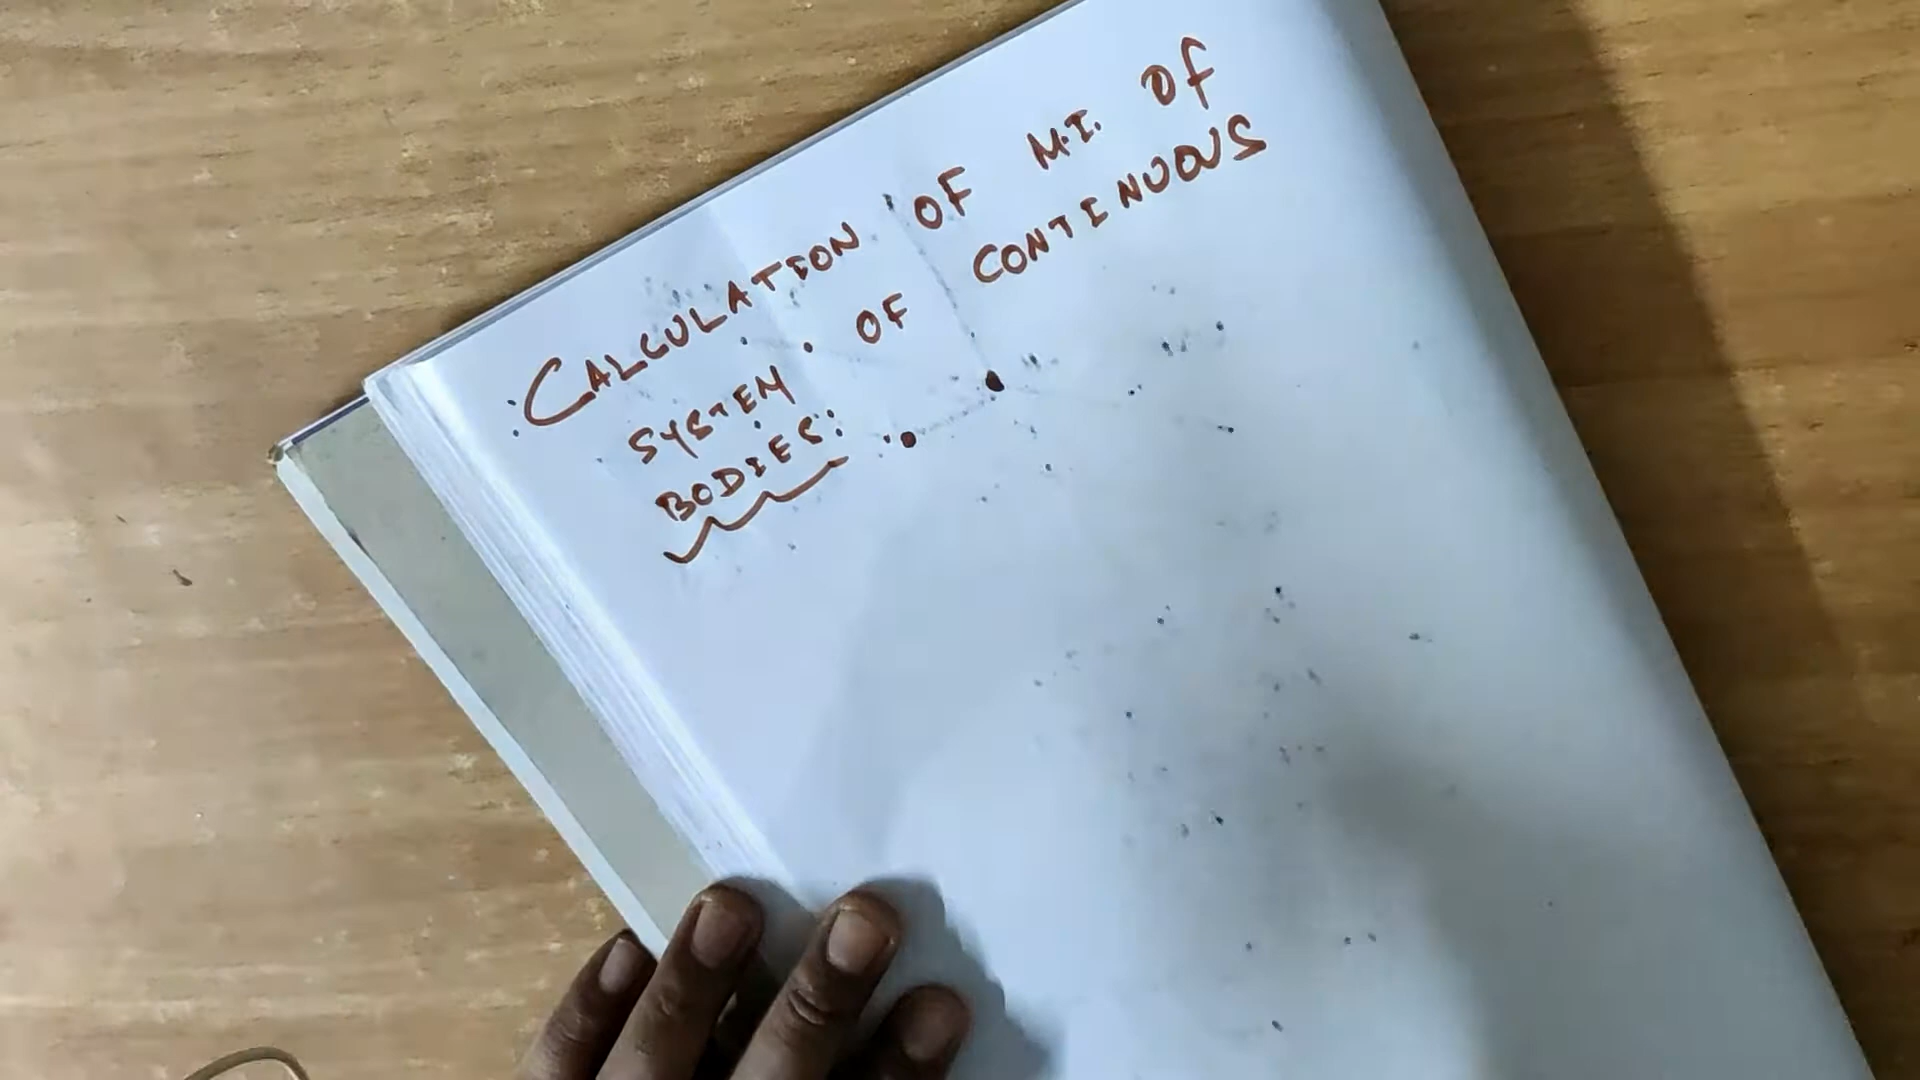 CALCULATION OF M.I. Of
SYSTEM OF CONTINUOUS
BODIES: